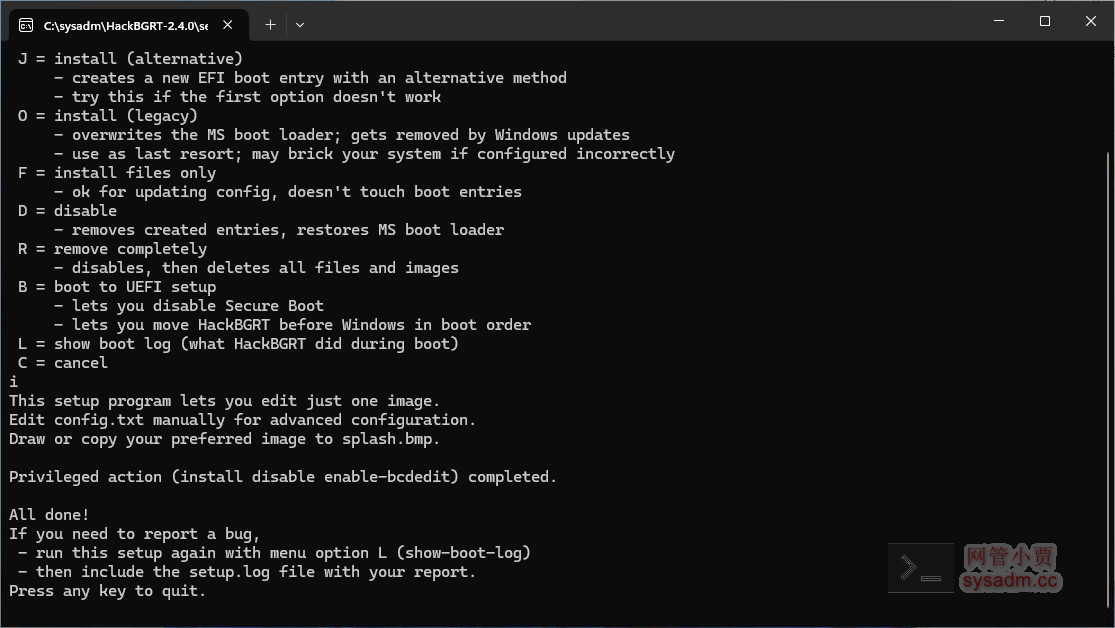 C:\sysadm\HackBGRT-2.4.0\se
J = install (alternative)
– creates a new EFI boot entry with an alternative method
– try this if the first option doesn't work
O = install (legacy)
– overwrites the MS boot loader; gets removed by Windows updates
– use as last resort; may brick your system if configured incorrectly
F = install files only
– ok for updating config, doesn't touch boot entries
D = disable
– removes created entries, restores MS boot loader
R = remove completely
– disables, then deletes all files and images
B = boot to UEFI setup
– lets you disable Secure Boot
– lets you move HackBGRT before Windows in boot order
L = show boot log (what HackBGRT did during boot)
C = cancel
i
This setup program lets you edit just one image.
Edit config.txt manually for advanced configuration.
Draw or copy your preferred image to splash.bmp.
Privileged action (install disable enable-bcdedit) completed.
All done!
If you need to report a bug,
– run this setup again with menu option L (show-boot-log)
– then include the setup.log file with your report.
Press any key to quit.
网管小贾
sysadm.cc